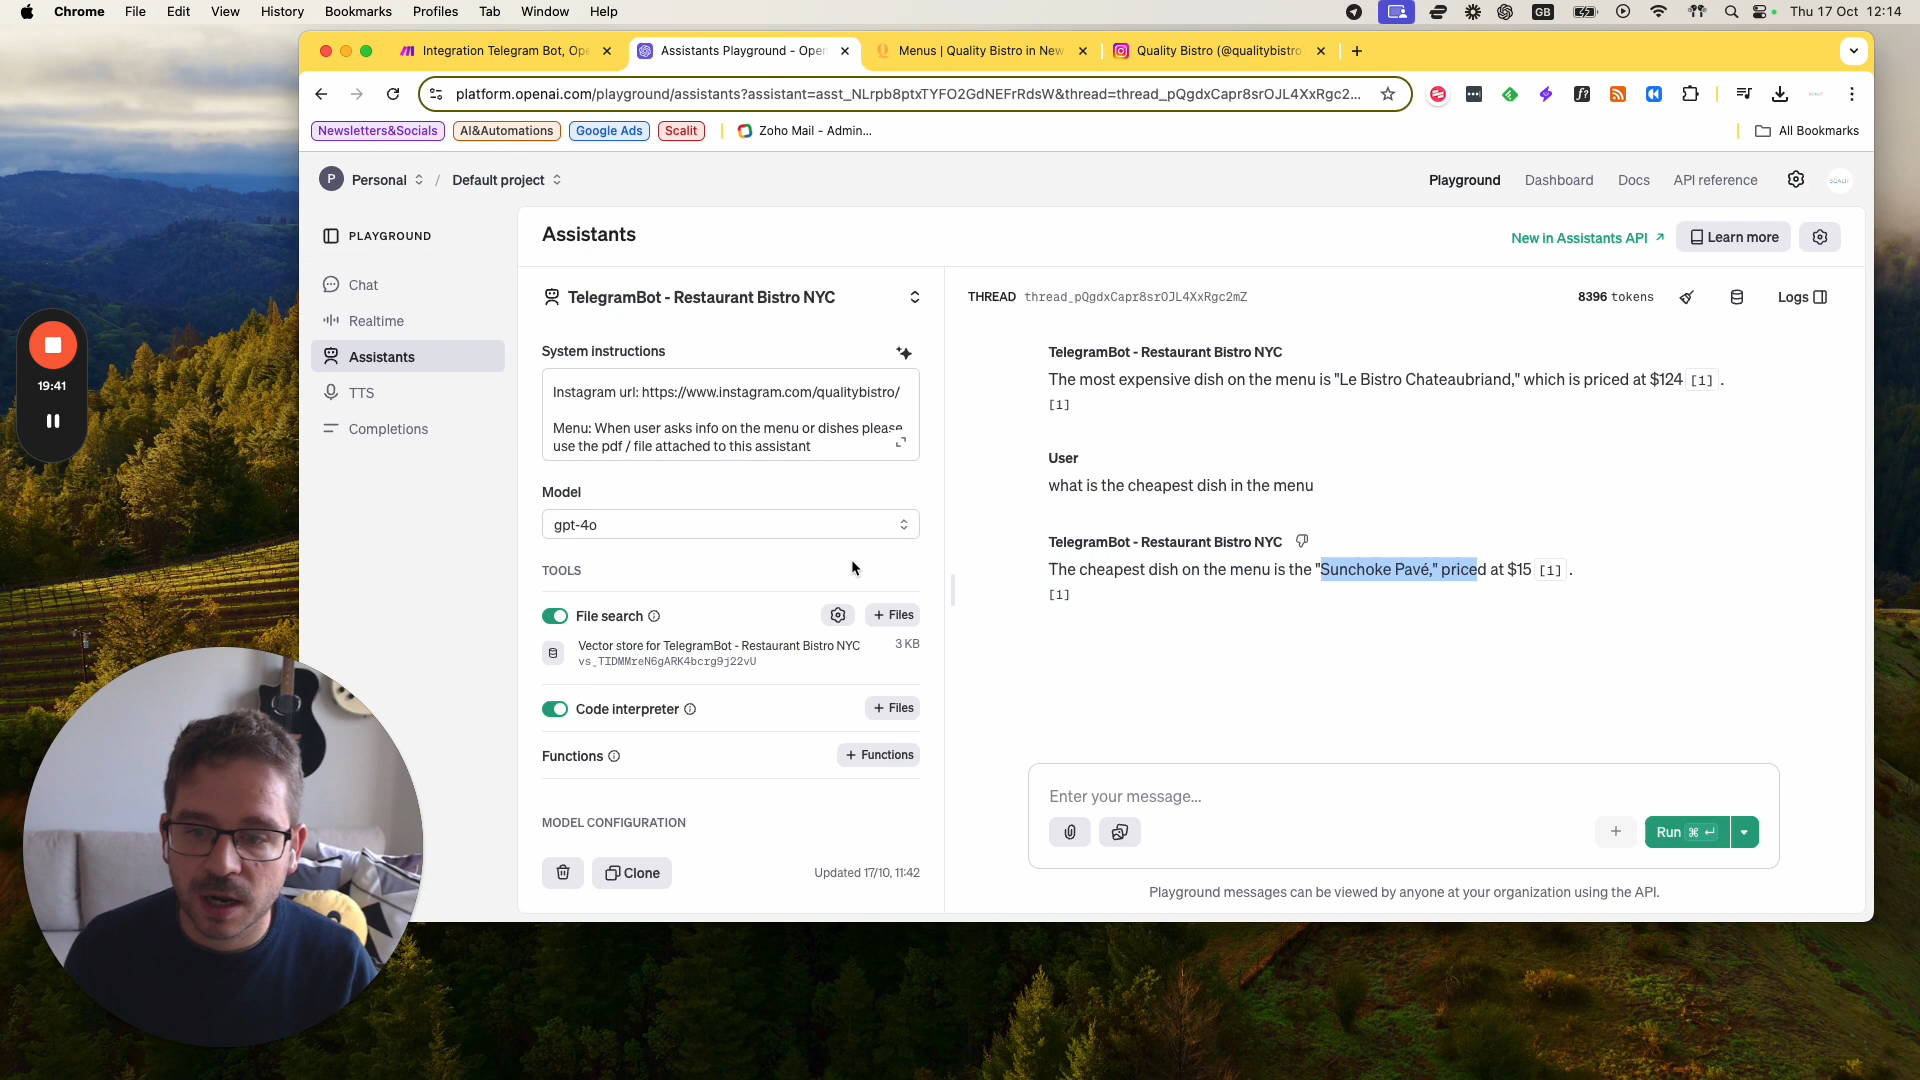 Chrome File Edit View History Bookmarks Profiles Tab Window Help GB Thu 17 Oct 12:14
Integration Telegram Bot, Ope
Assistants Playground - Open
Menus | Quality Bistro in New
Quality Bistro (@qualitybistro
platform.openai.com/playground/assistants?assistant=asst_NLrpb8ptxTYFO2GdNEFrRdsW&thread=thread_pQgdxCapr8srOJL4XxRgc2...
Newsletters&Socials AI&Automations Google Ads Scalit Zoho Mail - Admin... All Bookmarks
P Personal / Default project
Playground Dashboard Docs API reference SCALIT
PLAYGROUND
Chat
Realtime
Assistants
TTS
Completions
19:41
Assistants
New in Assistants API Learn more
TelegramBot - Restaurant Bistro NYC
System instructions
Instagram url: https://www.instagram.com/qualitybistro/
Menu: When user asks info on the menu or dishes please
use the pdf / file attached to this assistant
Model
gpt-4o
TOOLS
File search + Files
Vector store for TelegramBot - Restaurant Bistro NYC 3 KB
vs_TIDMMreN6gARK4bcrg9j22vU
Code interpreter + Files
Functions + Functions
MODEL CONFIGURATION
Clone Updated 17/10, 11:42
THREAD thread_pQgdxCapr8srOJL4XxRgc2mZ 8396 tokens Logs
TelegramBot - Restaurant Bistro NYC
The most expensive dish on the menu is "Le Bistro Chateaubriand," which is priced at $124 [1] .
[1]
User
what is the cheapest dish in the menu
TelegramBot - Restaurant Bistro NYC
The cheapest dish on the menu is the "Sunchoke Pavé," priced at $15 [1] .
[1]
Enter your message...
Run ⌘ ↵
Playground messages can be viewed by anyone at your organization using the API.